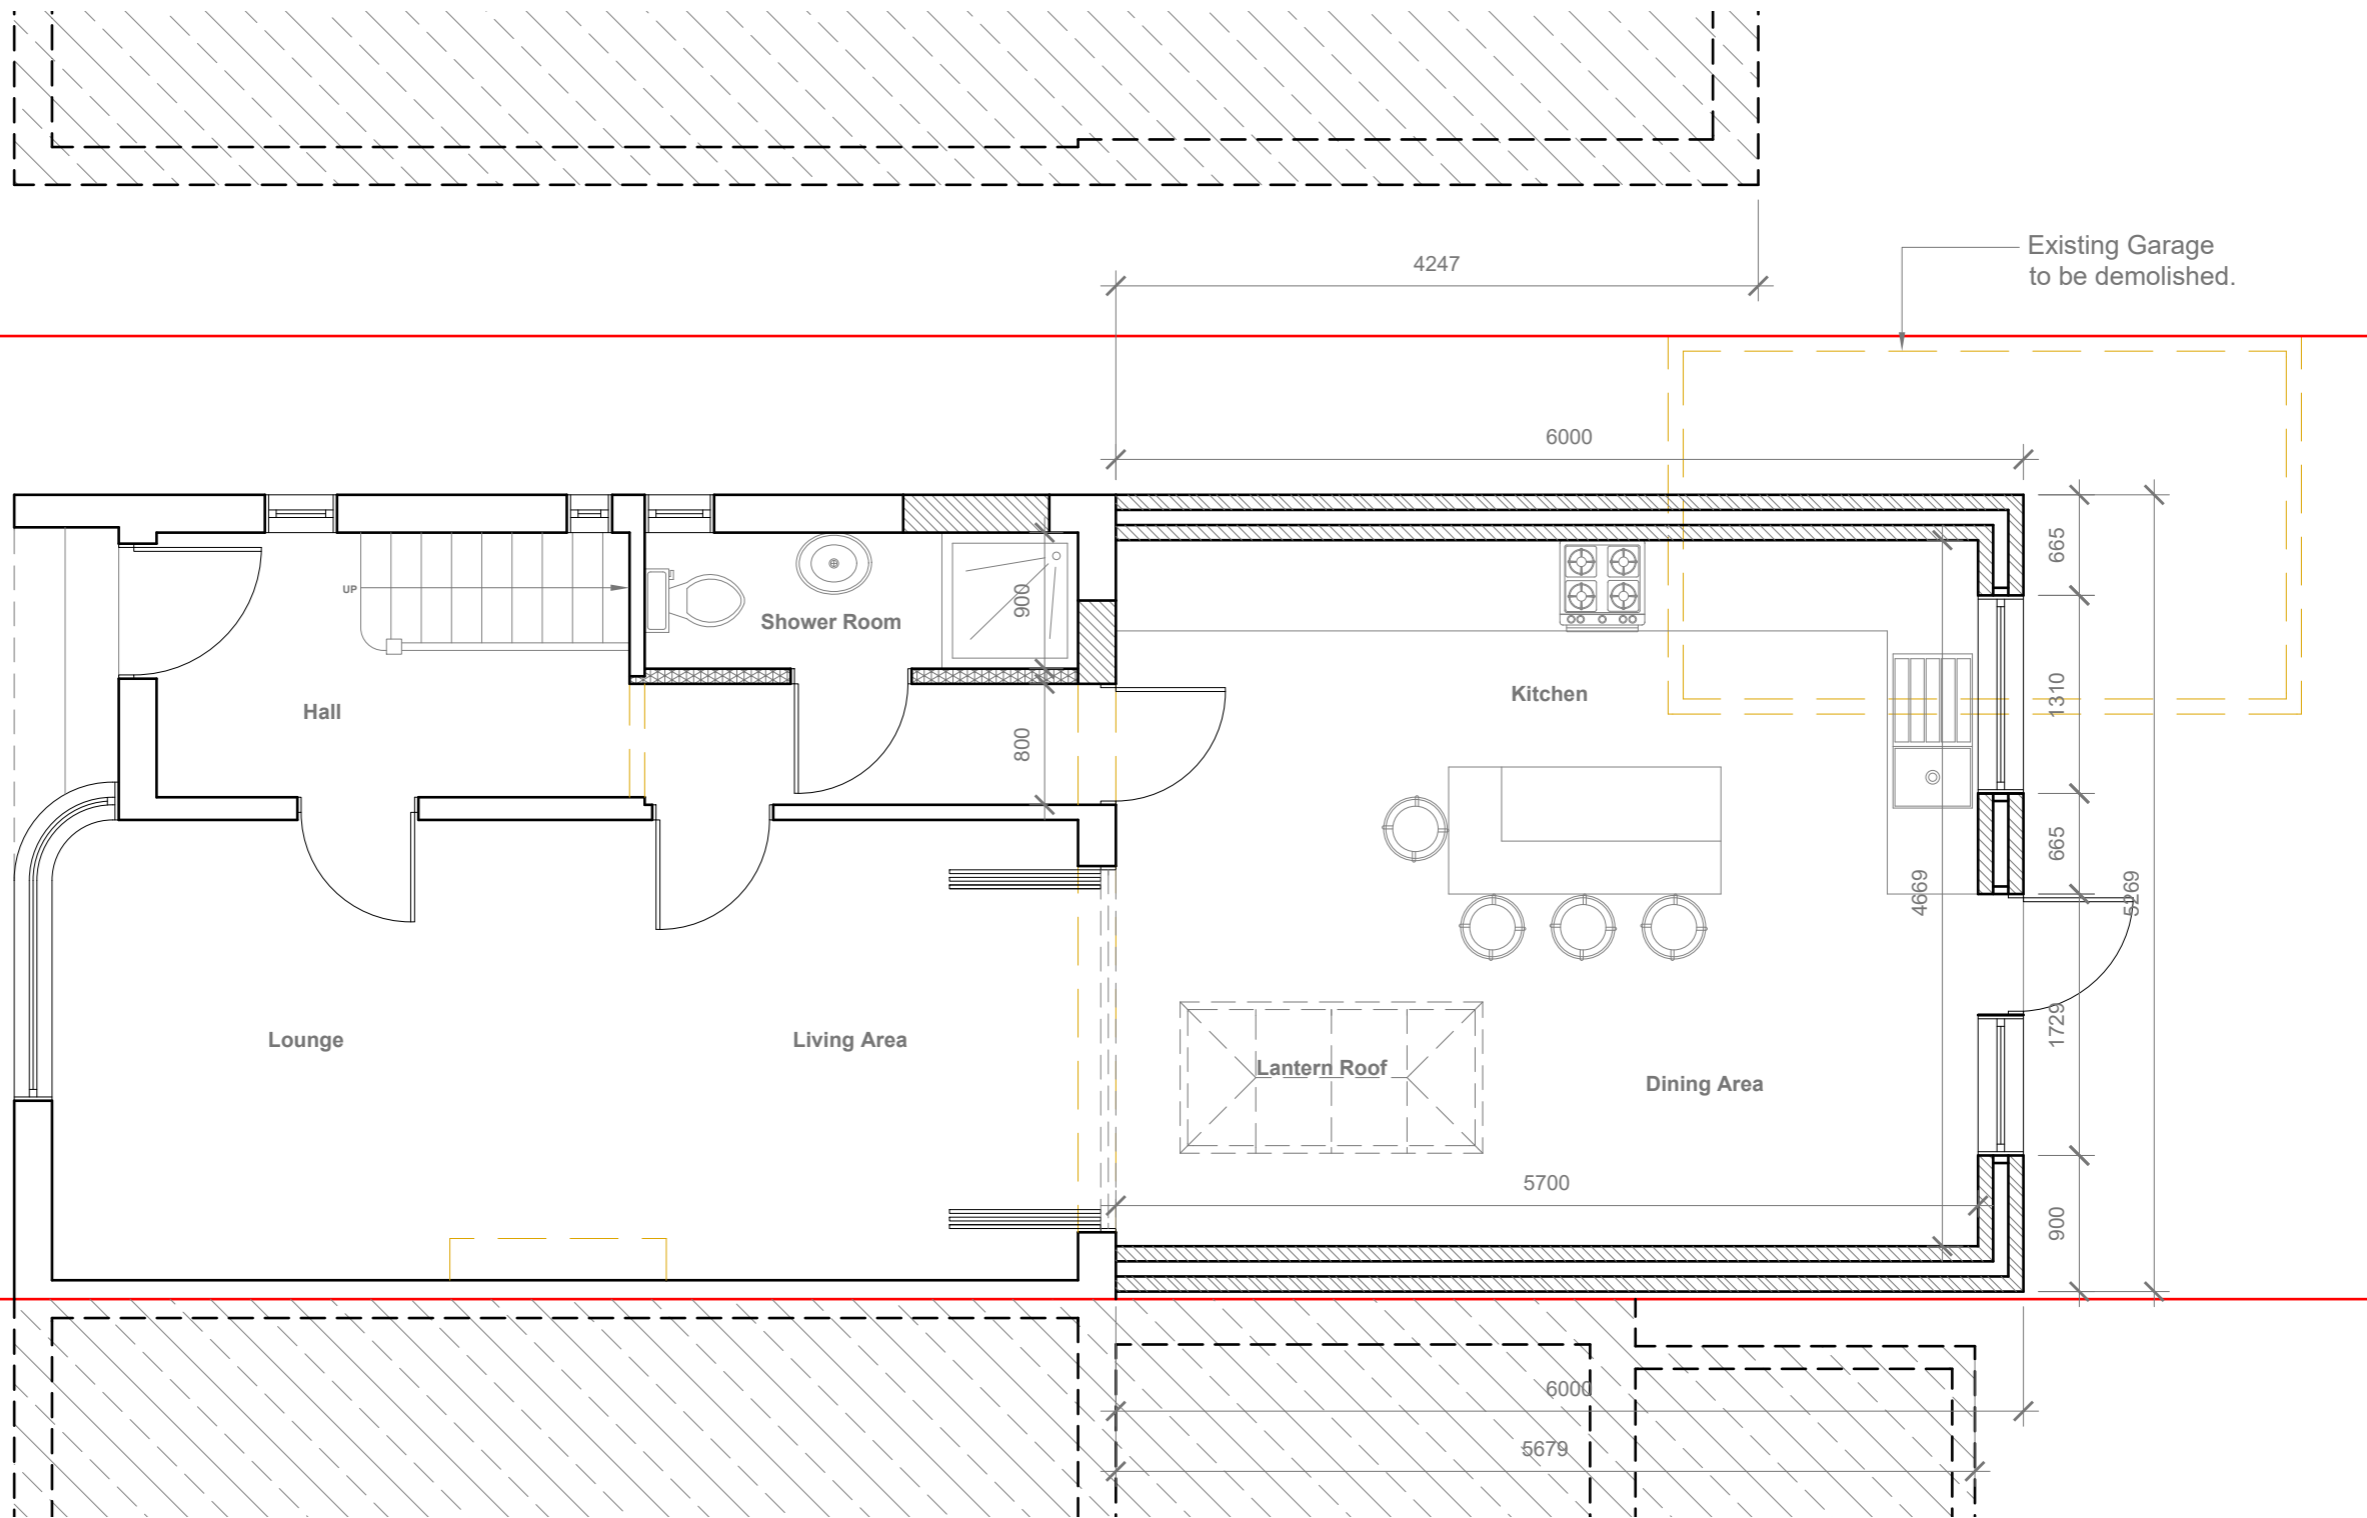 4247
Existing Garage
to be demolished.
6000
665
UP
900
Shower Room
Kitchen
1310
Hall
800
665
4669
5269
Lounge
Living Area
1729
Lantern Roof
Dining Area
5700
900
6000
5679